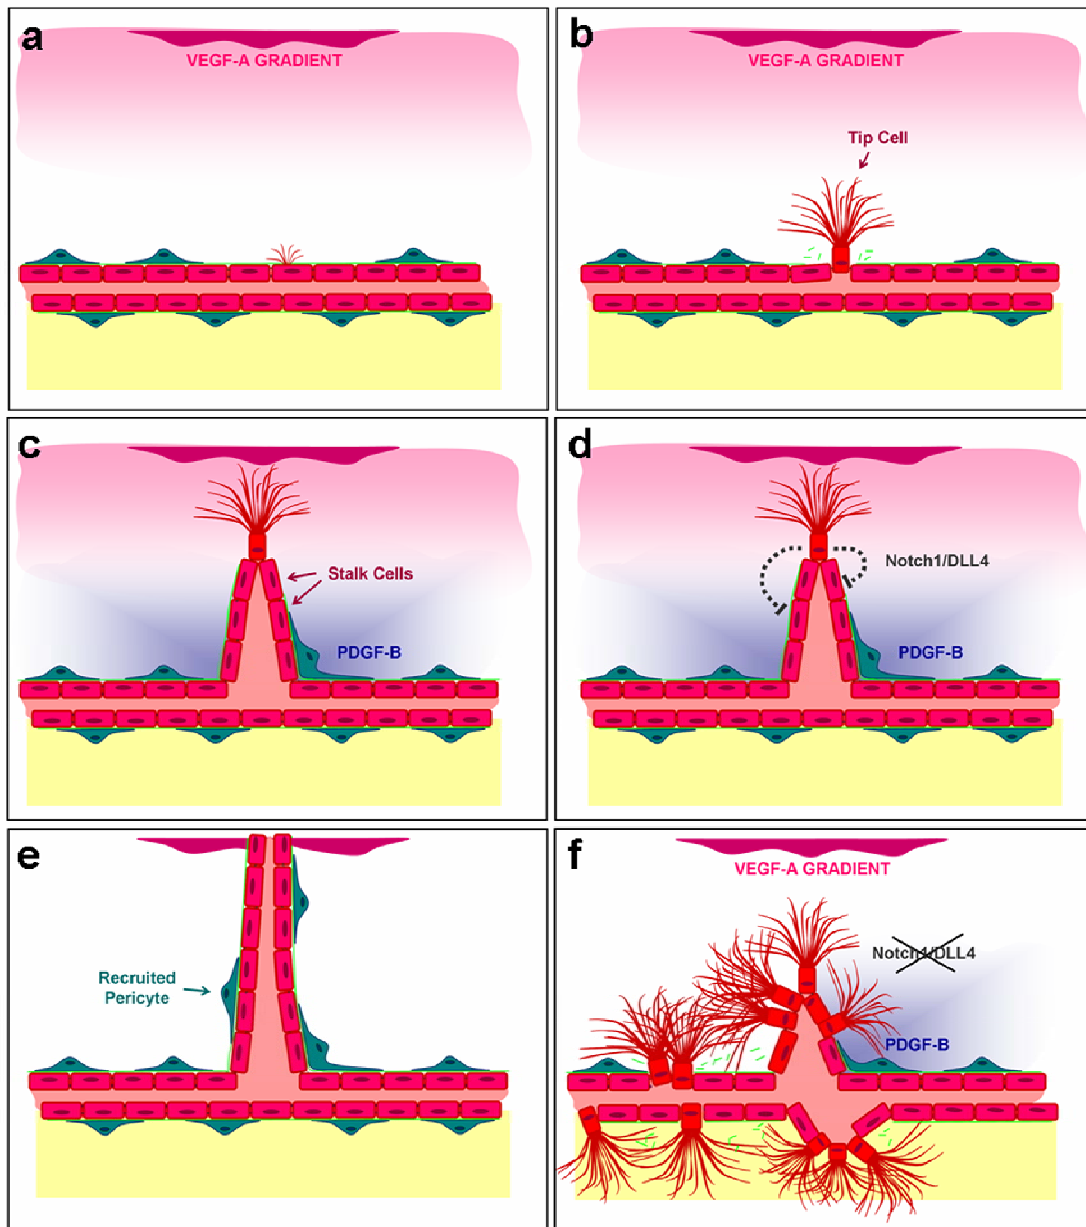 a
VEGF-A GRADIENT
b
VEGF-A GRADIENT
Tip Cell
c
Stalk Cells
PDGF-B
d
Notch1/DLL4
PDGF-B
e
Recruited
Pericyte
f
VEGF-A GRADIENT
Notch1/DLL4
PDGF-B